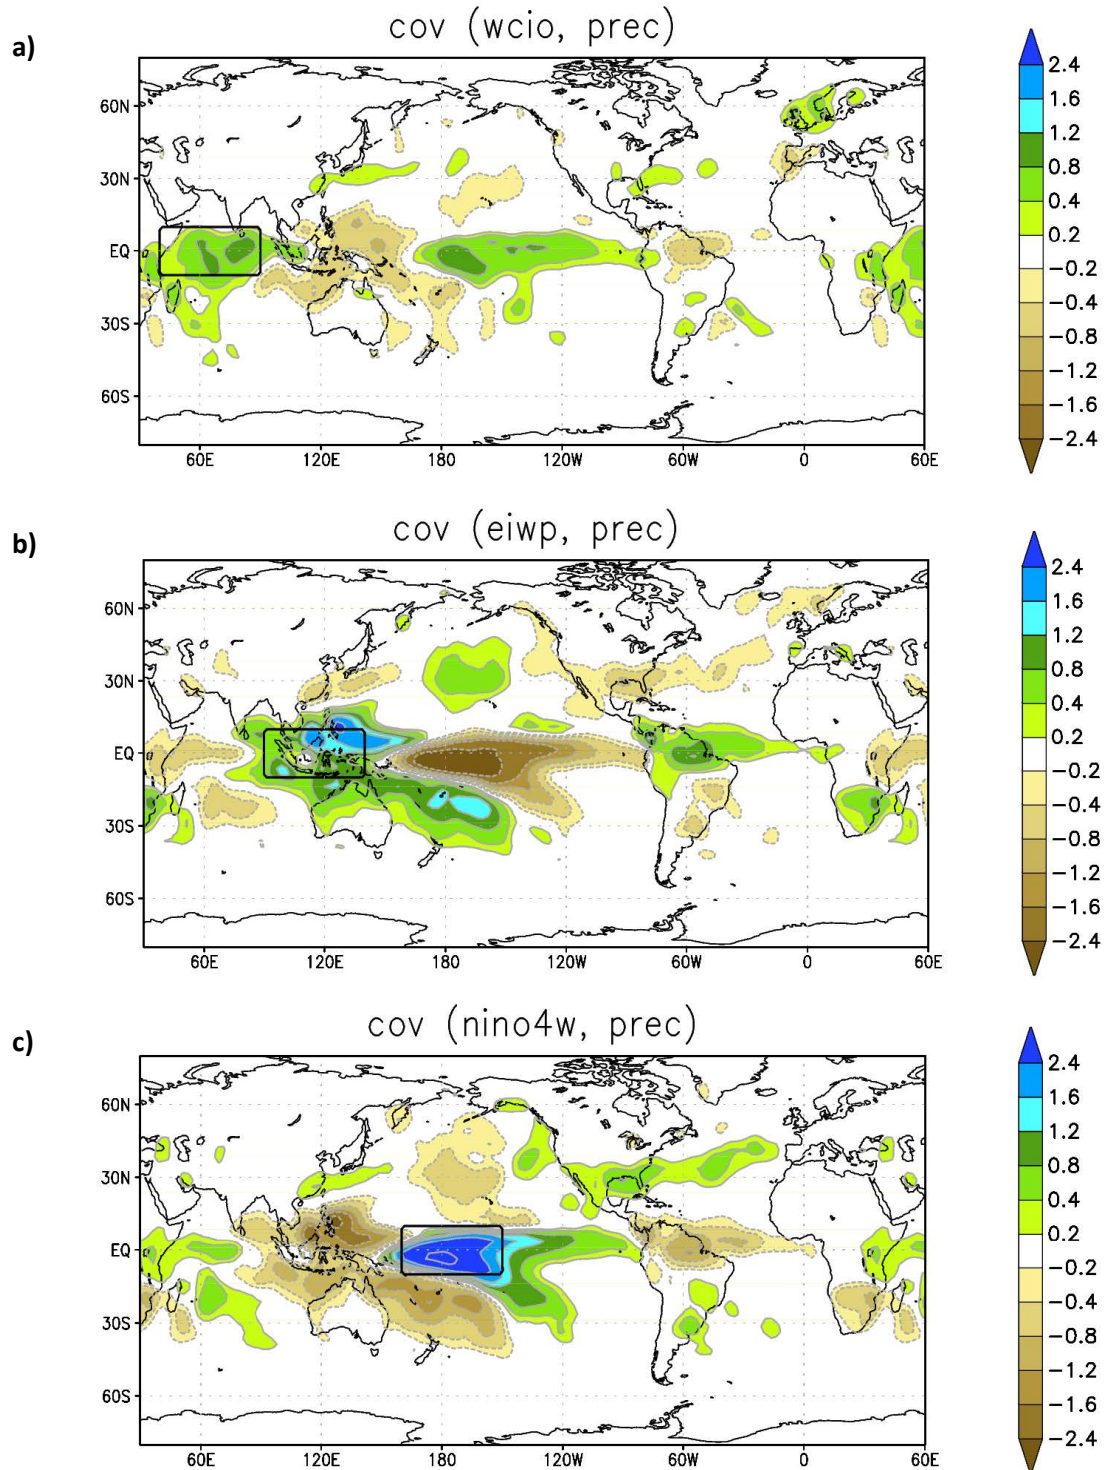 a)
cov (wcio, prec)
60N
30N
EQ
30S
60S
60E 120E 180 120W 60W 0 60E
2.4
1.6
1.2
0.8
0.4
0.2
−0.2
−0.4
−0.8
−1.2
−1.6
−2.4
b)
cov (eiwp, prec)
60N
30N
EQ
30S
60S
60E 120E 180 120W 60W 0 60E
2.4
1.6
1.2
0.8
0.4
0.2
−0.2
−0.4
−0.8
−1.2
−1.6
−2.4
c)
cov (nino4w, prec)
60N
30N
EQ
30S
60S
60E 120E 180 120W 60W 0 60E
2.4
1.6
1.2
0.8
0.4
0.2
−0.2
−0.4
−0.8
−1.2
−1.6
−2.4